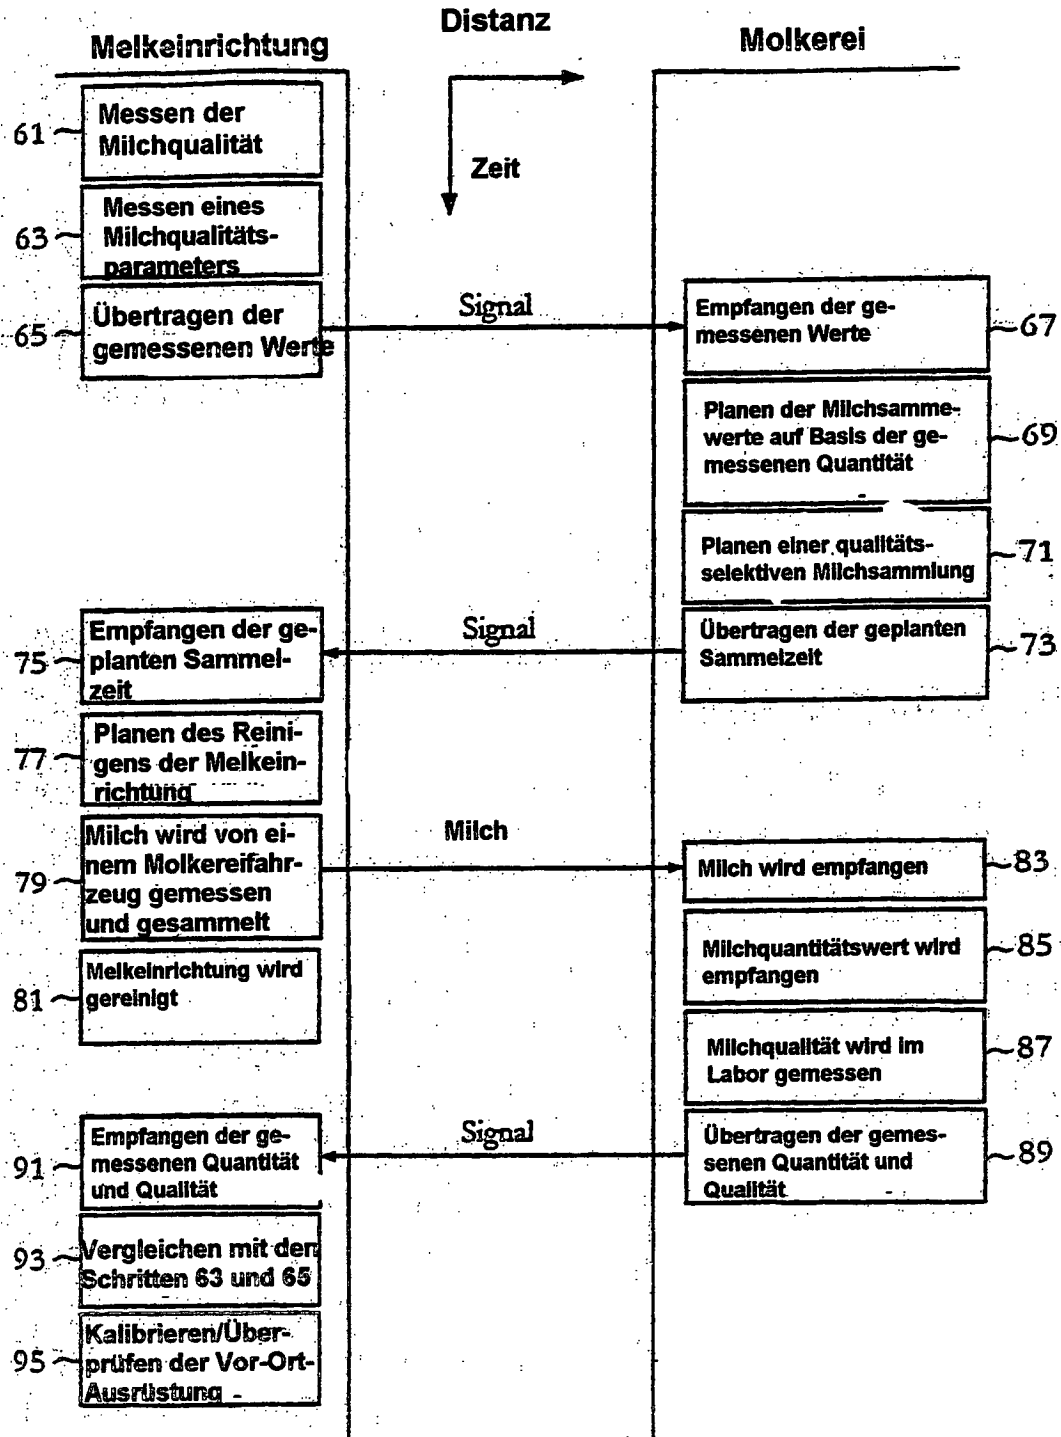 Distanz
Melkeinrichtung
Molkerei
Zeit
61
Messen der
Milchqualität
63
Messen eines
Milchqualitäts-
parameters
65
Übertragen der
gemessenen Werte
Signal
Empfangen der ge-
messenen Werte
67
Planen der Milchsamme-
werte auf Basis der ge-
messenen Quantität
69
Planen einer qualitäts-
selektiven Milchsammlung
71
Übertragen der geplanten
Sammelzeit
73
Signal
75
Empfangen der ge-
planten Sammel-
zeit
77
Planen des Reini-
gens der Melkein-
richtung
79
Milch wird von ei-
nem Molkereifahr-
zeug gemessen
und gesammelt
Milch
Milch wird empfangen
83
81
Melkeinrichtung wird
gereinigt
Milchquantitätswert wird
empfangen
85
Milchqualität wird im
Labor gemessen
87
Übertragen der gemes-
senen Quantität und
Qualität
89
Signal
91
Empfangen der ge-
messenen Quantität
und Qualität
93
Vergleichen mit den
Schritten 63 und 65
95
Kalibrieren/Über-
prüfen der Vor-Ort-
Ausrüstung